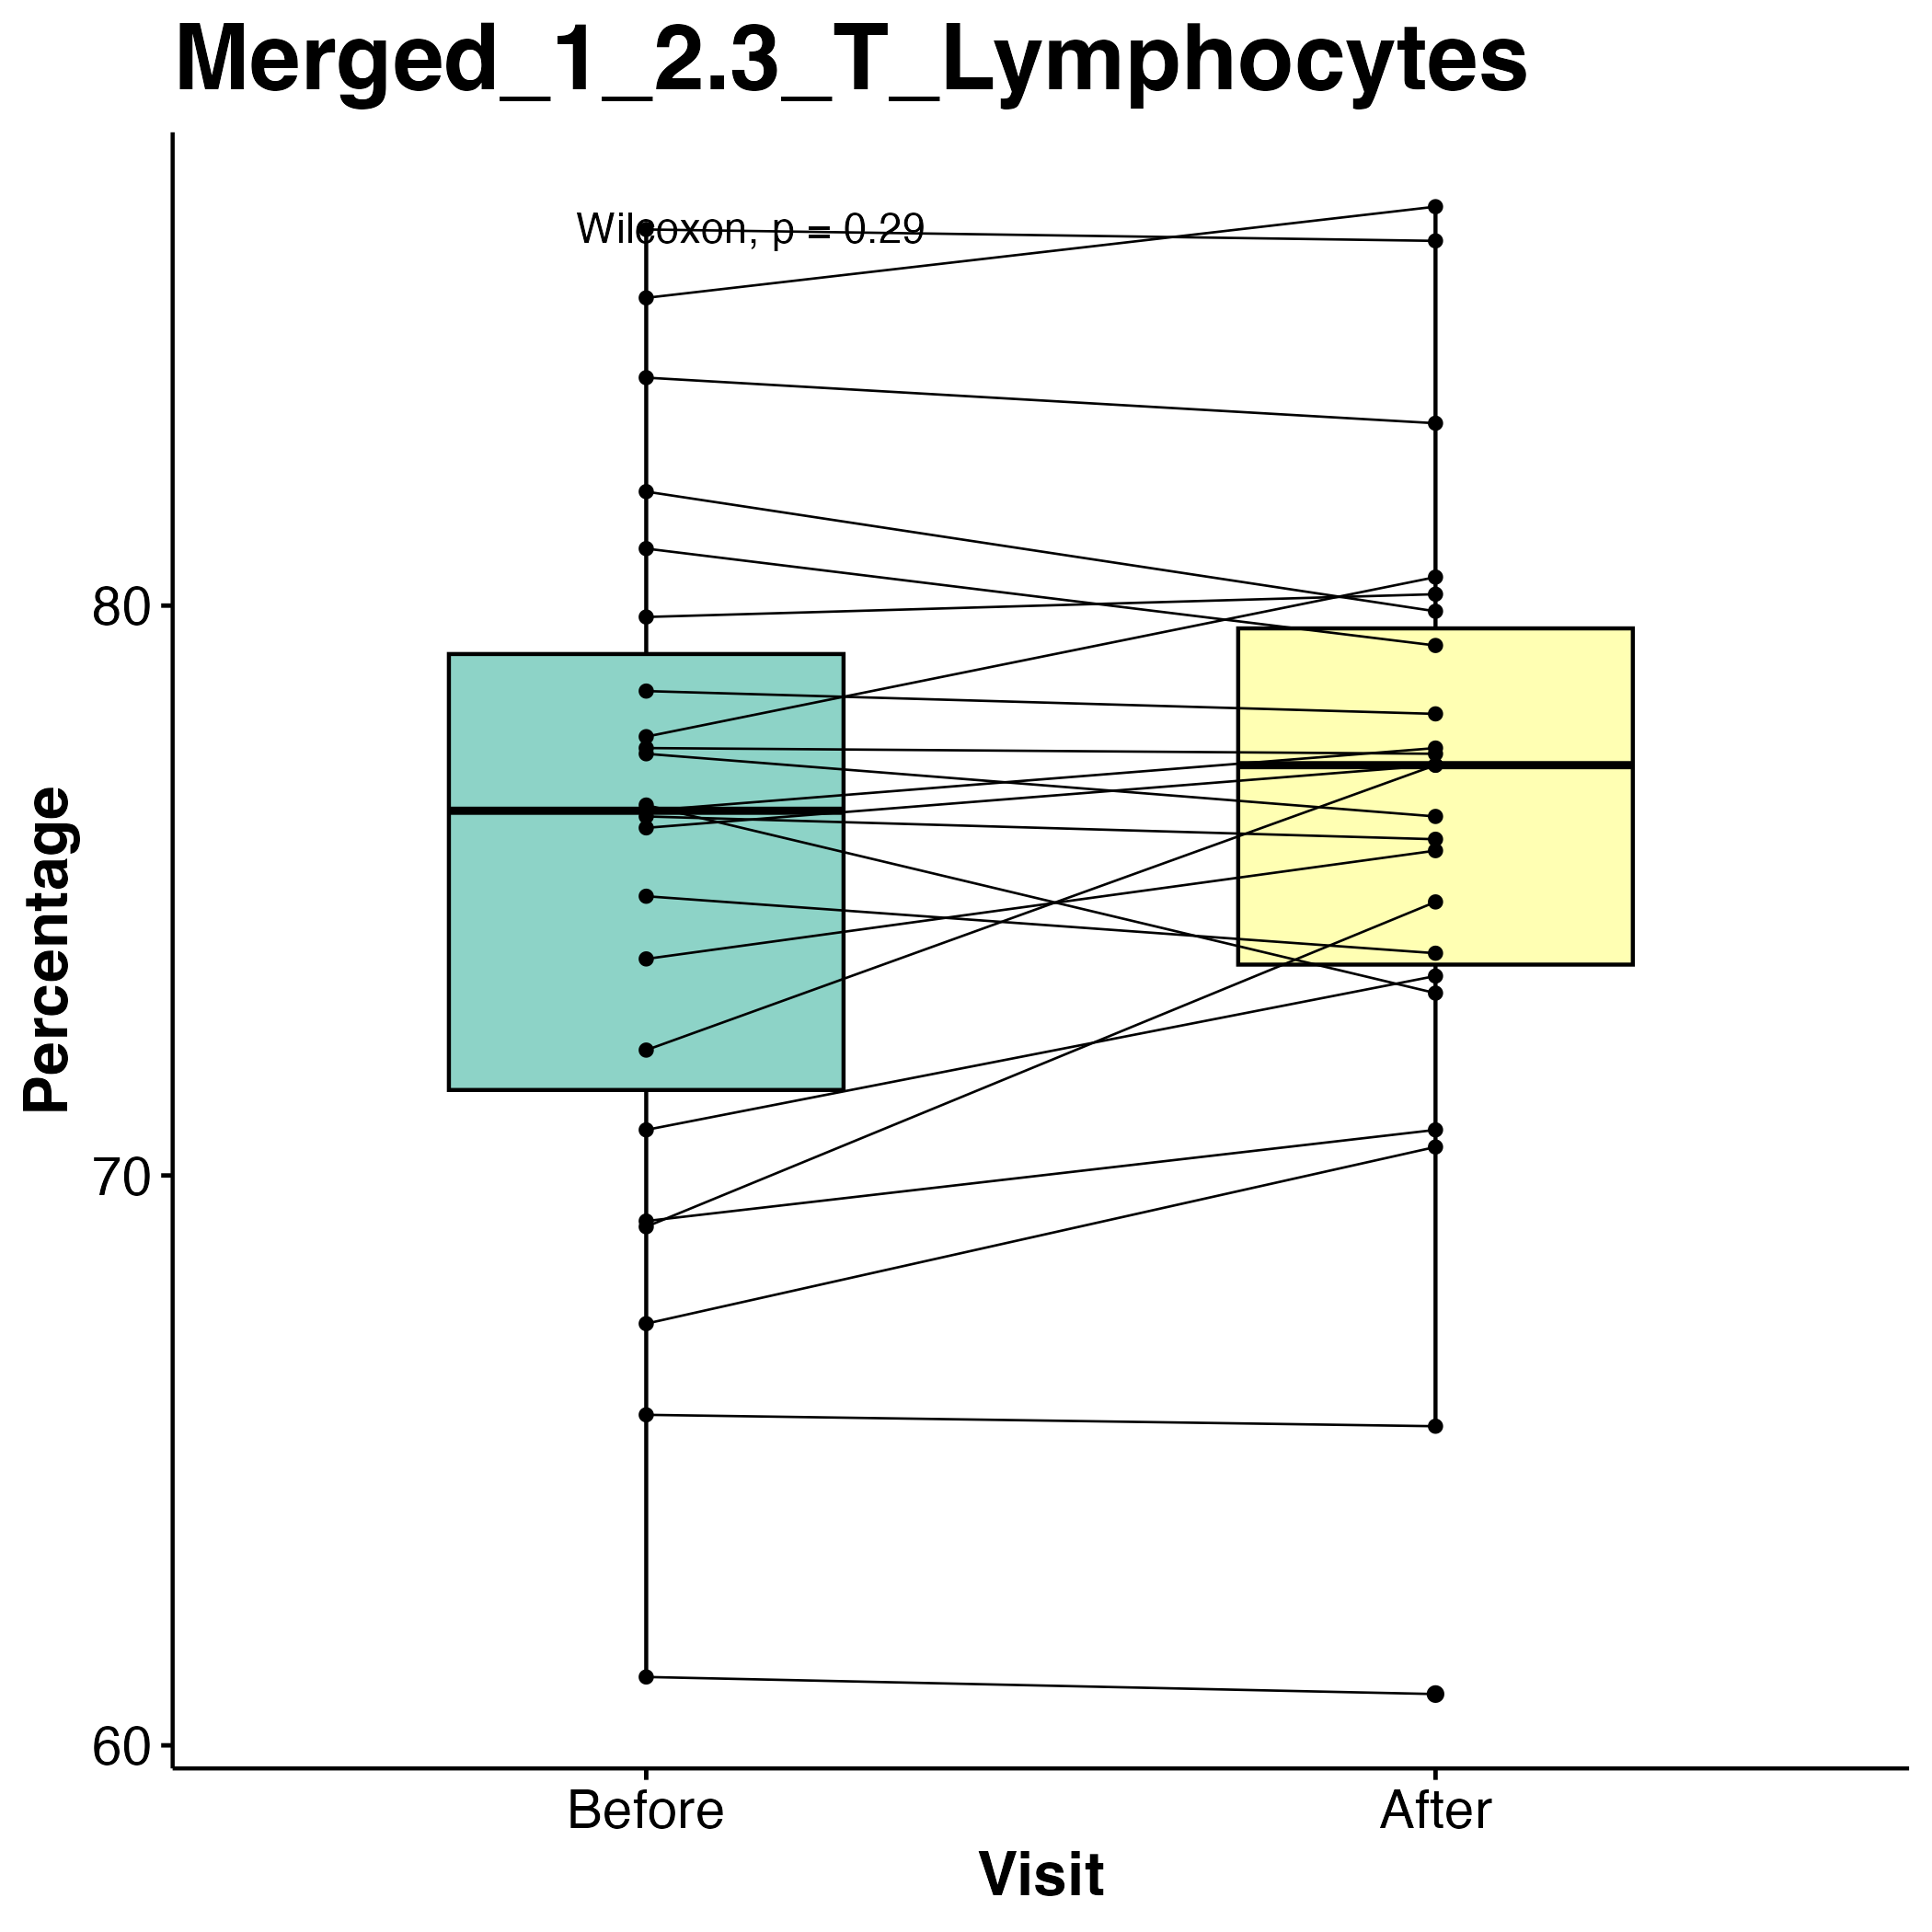 Merged_1_2.3_T_Lymphocytes
Wilcoxon, p = 0.29
Percentage
80
70
60
Before
After
Visit